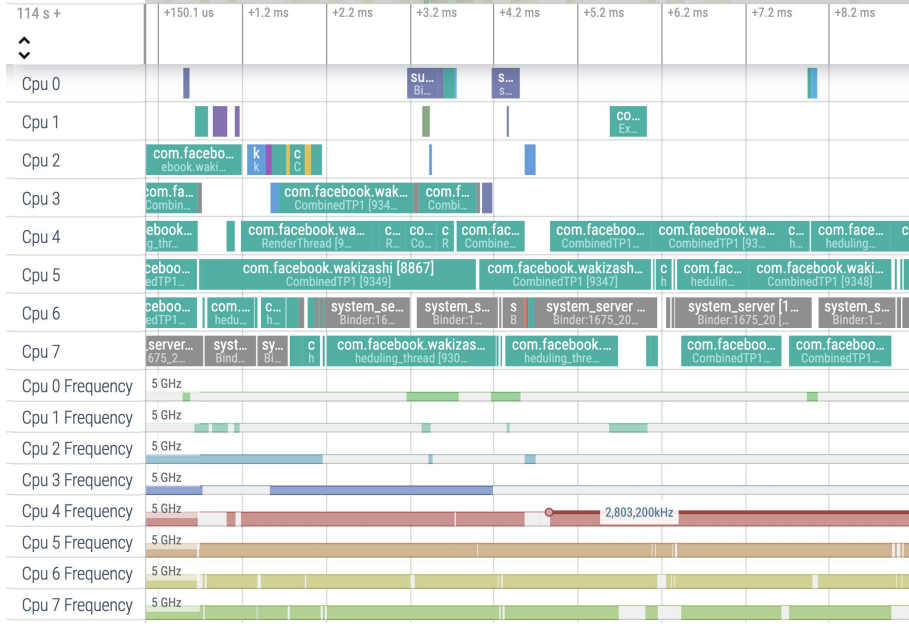 114 s +
+150.1 us +1.2 ms +2.2 ms +3.2 ms +4.2 ms +5.2 ms +6.2 ms +7.2 ms +8.2 ms
Cpu 0 su... s...
Bi... s...
Cpu 1 co...
Ex...
Cpu 2 com.facebo... k c
ebook.waki... k C
Cpu 3 com.fa... com.facebook.wak... com.f...
Combin... CombinedTP1 [934... Combi...
Cpu 4 ebook... com.facebook.wa... c... co... c com.fac... com.faceboo... com.facebook.wa... c... com.face... c
g_thr... RenderThread [9... R... Co... R Combine... CombinedTP1... CombinedTP1 [93... h... heduling...
Cpu 5 ceboo... com.facebook.wakizashi [8867] com.facebook.wakizash... c com.fac... com.facebook.waki...
edTP1... CombinedTP1 [9349] CombinedTP1 [9347] h hedulin... CombinedTP1 [9348]
Cpu 6 ceboo... com.... c... system_se... system_s... s system_server ... system_server [1... system_s...
edTP1... hedu... h... Binder:16... Binder:1... B Binder:1675_20... Binder:1675_20 [... Binder:1...
Cpu 7 _server... syst... sy... c com.facebook.wakizas... com.facebook.... com.faceboo... com.faceboo...
675_2... Bind... Bi... h heduling_thread [930... heduling_thre... CombinedTP1... CombinedTP1...
Cpu 0 Frequency 5 GHz
Cpu 1 Frequency 5 GHz
Cpu 2 Frequency 5 GHz
Cpu 3 Frequency 5 GHz
Cpu 4 Frequency 5 GHz 2,803,200kHz
Cpu 5 Frequency 5 GHz
Cpu 6 Frequency 5 GHz
Cpu 7 Frequency 5 GHz